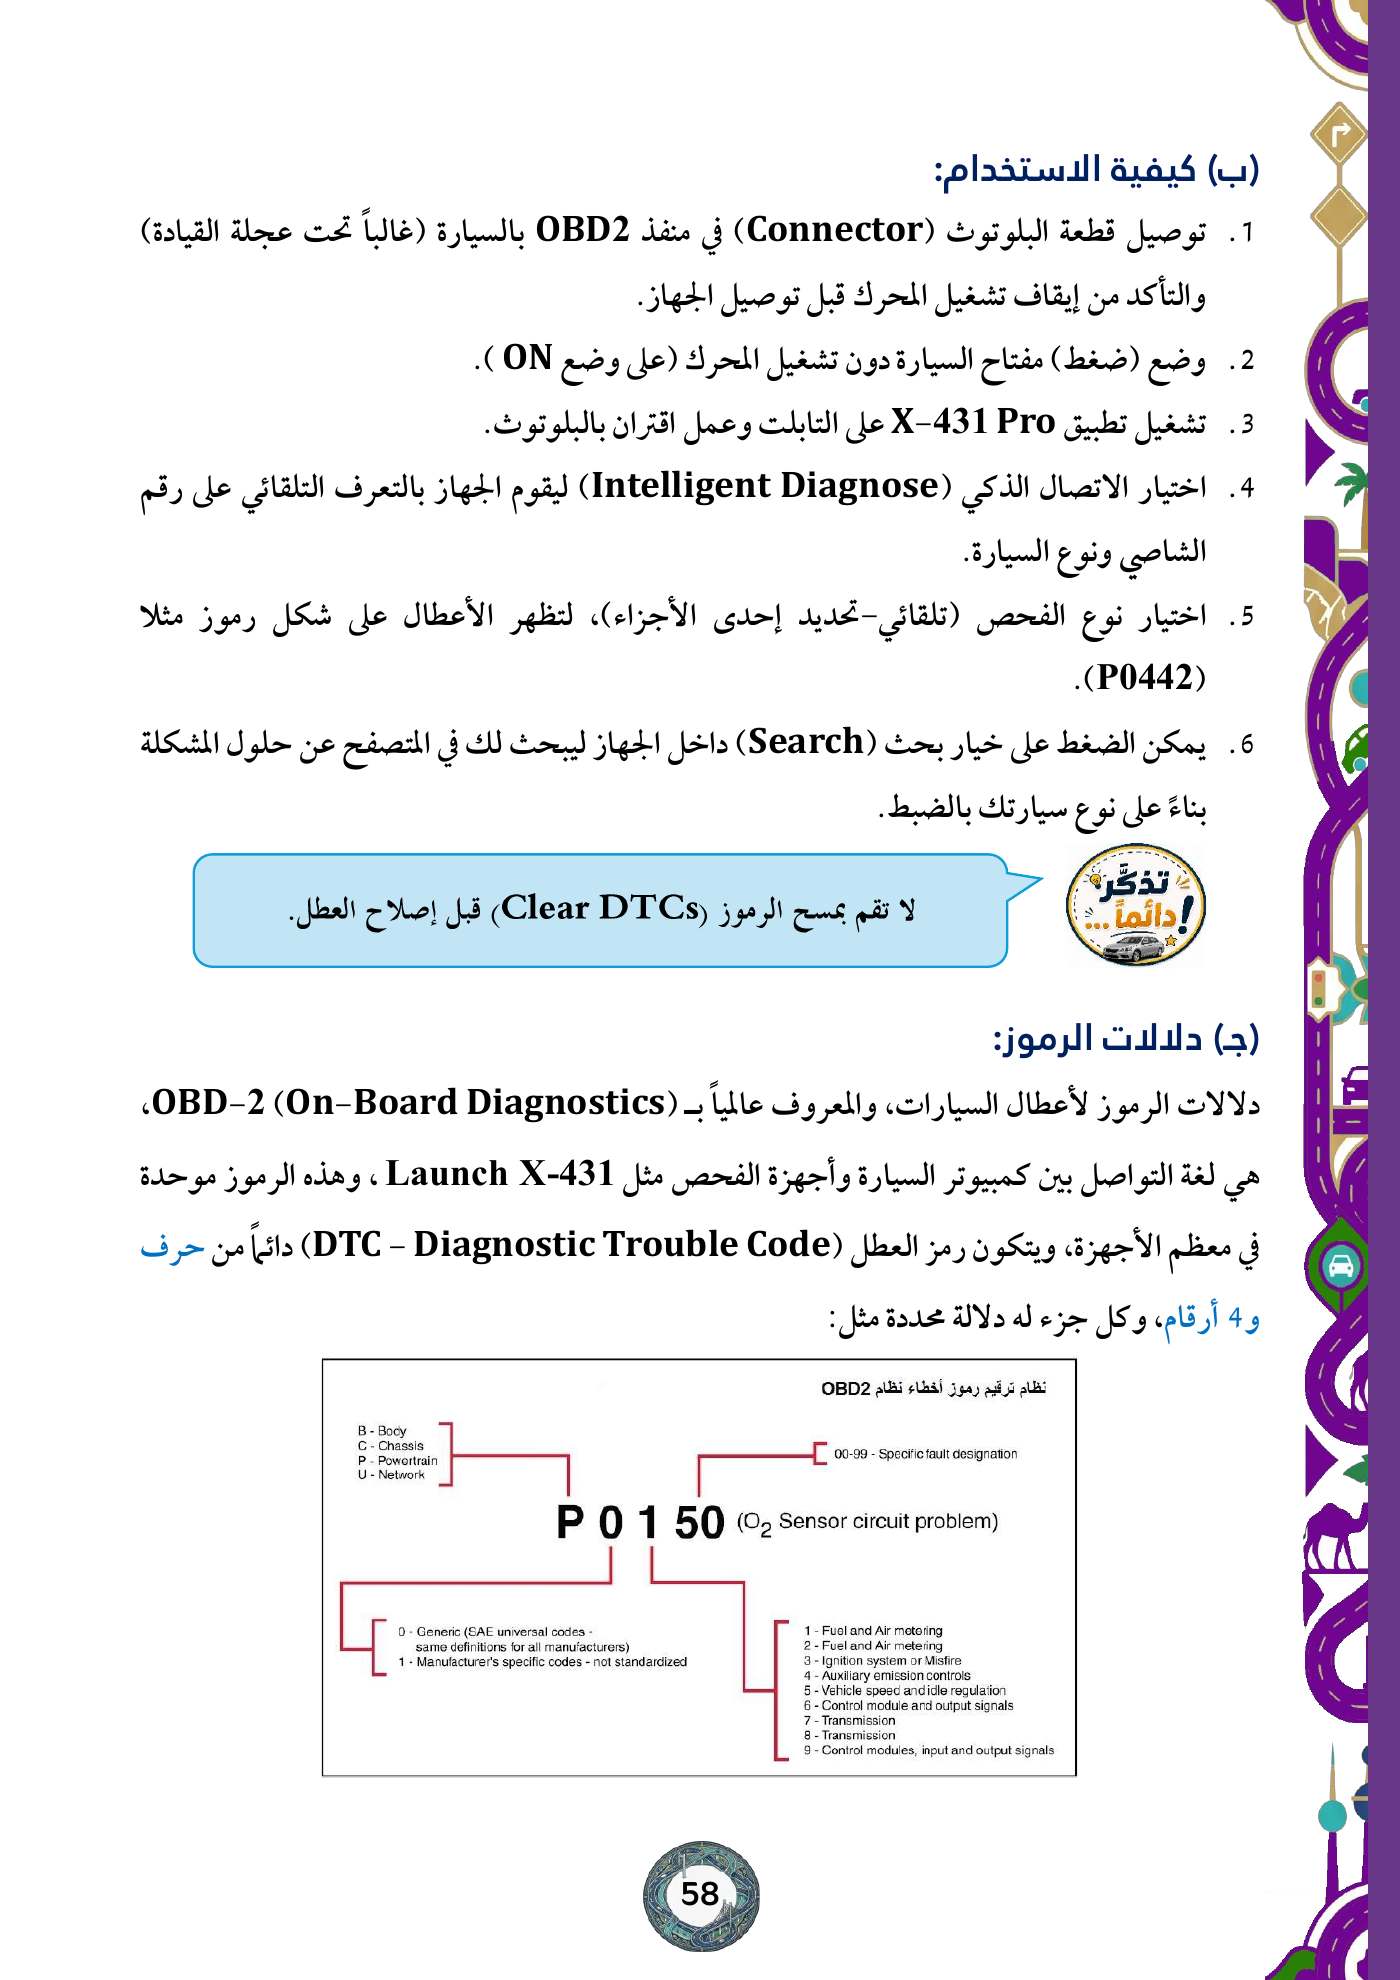 (ب) كيفية الاستخدام:
1. توصيل قطعة البلوتوث (Connector) في منفذ OBD2 بالسيارة (غالباً تحت عجلة القيادة)
والتأكد من إيقاف تشغيل المحرك قبل توصيل الجهاز.
2. وضع (ضغط) مفتاح السيارة دون تشغيل المحرك (على وضع ON ).
3. تشغيل تطبيق X-431 Pro على التابلت وعمل اقتران بالبلوتوث.
4. اختيار الاتصال الذكي (Intelligent Diagnose) ليقوم الجهاز بالتعرف التلقائي على رقم
الشاصي ونوع السيارة.
5. اختيار نوع الفحص (تلقائي-تحديد إحدى الأجزاء)، لتظهر الأعطال على شكل رموز مثلا
(P0442).
6. يمكن الضغط على خيار بحث (Search) داخل الجهاز ليبحث لك في المتصفح عن حلول المشكلة
بناءً على نوع سيارتك بالضبط.
تذكَّر
دائماً ...!
لا تقم بمسح الرموز (Clear DTCs) قبل إصلاح العطل.
(جـ) دلالات الرموز:
دلالات الرموز لأعطال السيارات، والمعروف عالمياً بـ OBD-2 (On-Board Diagnostics)،
هي لغة التواصل بين كمبيوتر السيارة وأجهزة الفحص مثل Launch X-431 ، وهذه الرموز موحدة
في معظم الأجهزة، ويتكون رمز العطل (DTC - Diagnostic Trouble Code) دائماً من حرف
و4 أرقام، وكل جزء له دلالة محددة مثل:
نظام ترقيم رموز أخطاء نظام OBD2
B - Body
C - Chassis
P - Powertrain
U - Network
00-99 - Specific fault designation
P 0 1 50 (O2 Sensor circuit problem)
0 - Generic (SAE universal codes -
same definitions for all manufacturers)
1 - Manufacturer's specific codes - not standardized
1 - Fuel and Air metering
2 - Fuel and Air metering
3 - Ignition system or Misfire
4 - Auxiliary emission controls
5 - Vehicle speed and idle regulation
6 - Control module and output signals
7 - Transmission
8 - Transmission
9 - Control modules, input and output signals
58